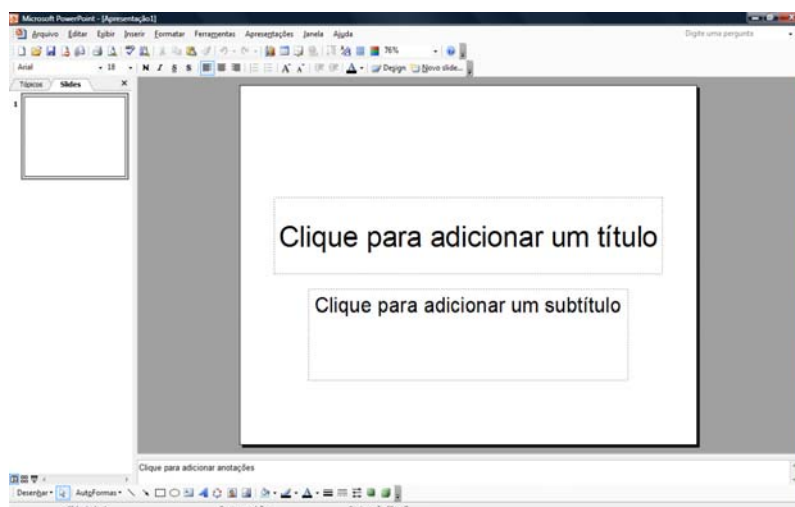 Microsoft PowerPoint - [Apresentação1]
Arquivo Editar Exibir Inserir Formatar Ferramentas Apresentações Janela Ajuda Digite uma pergunta
76%
Arial 18 N I S S A A A Design Novo slide...
Tópicos Slides
1
Clique para adicionar um título
Clique para adicionar um subtítulo
Clique para adicionar anotações
Desenhar AutoFormas A